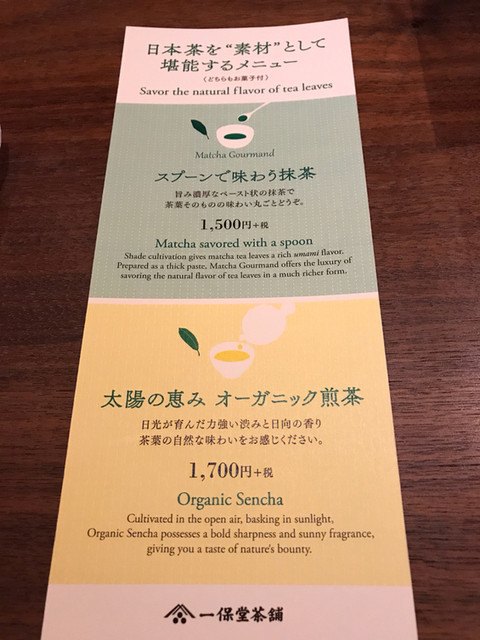 日本茶を“素材”として
堪能するメニュー
（どちらもお菓子付）
Savor the natural flavor of tea leaves
Matcha Gourmand
スプーンで味わう抹茶
旨み濃厚なペースト状の抹茶で
茶葉そのものの味わい丸ごとどうぞ。
1,500円+税
Matcha savored with a spoon
Shade cultivation gives matcha tea leaves a rich umami flavor.
Prepared as a thick paste, Matcha Gourmand offers the luxury of
savoring the natural flavor of tea leaves in a much richer form.
太陽の恵み オーガニック煎茶
日光が育んだ力強い渋みと日向の香り
茶葉の自然な味わいをお感じください。
1,700円+税
Organic Sencha
Cultivated in the open air, basking in sunlight,
Organic Sencha possesses a bold sharpness and sunny fragrance,
giving you a taste of nature's bounty.
一保堂茶舗